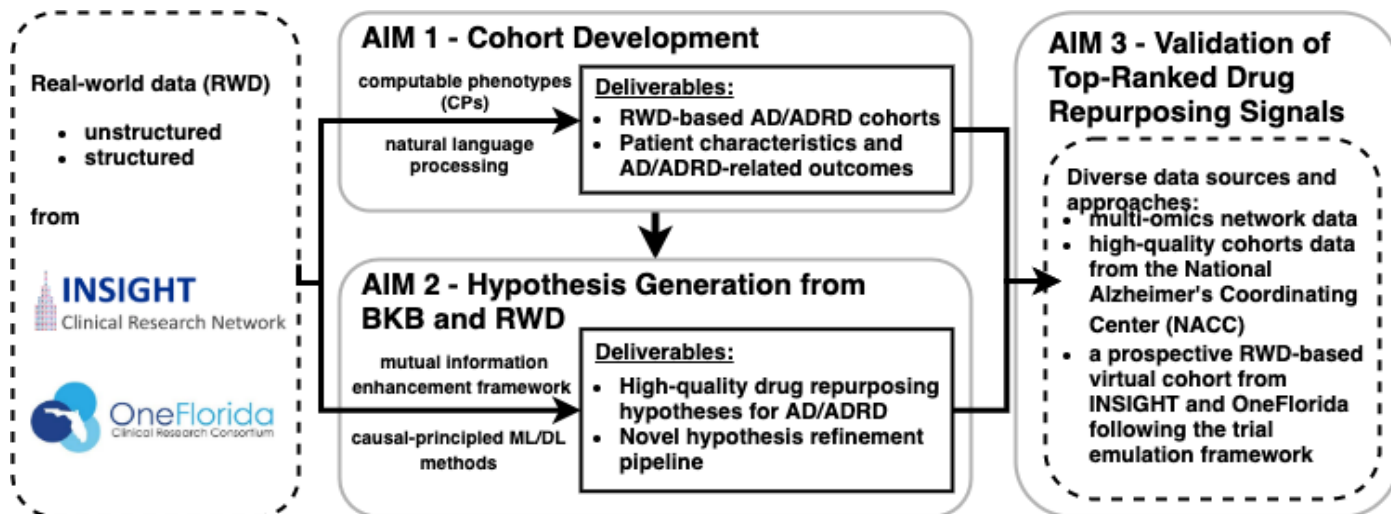 Real-world data (RWD)
• unstructured
• structured
from
INSIGHT
Clinical Research Network
OneFlorida
Clinical Research Consortium
AIM 1 - Cohort Development
computable phenotypes
(CPs)
natural language
processing
Deliverables:
• RWD-based AD/ADRD cohorts
• Patient characteristics and
AD/ADRD-related outcomes
AIM 2 - Hypothesis Generation from
BKB and RWD
mutual information
enhancement framework
causal-principled ML/DL
methods
Deliverables:
• High-quality drug repurposing
hypotheses for AD/ADRD
• Novel hypothesis refinement
pipeline
AIM 3 - Validation of
Top-Ranked Drug
Repurposing Signals
Diverse data sources and
approaches:
• multi-omics network data
• high-quality cohorts data
from the National
Alzheimer's Coordinating
Center (NACC)
• a prospective RWD-based
virtual cohort from
INSIGHT and OneFlorida
following the trial
emulation framework